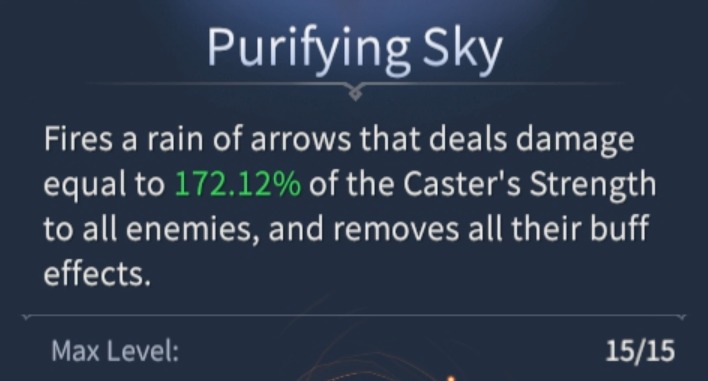 Purifying Sky
Fires a rain of arrows that deals damage
equal to 172.12% of the Caster's Strength
to all enemies, and removes all their buff
effects.
Max Level: 15/15